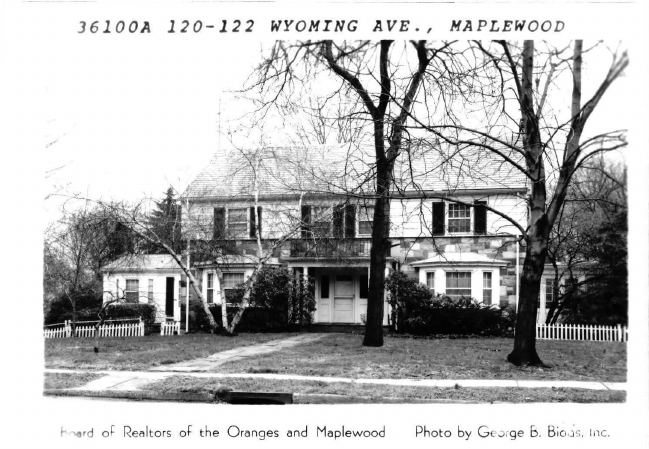 36100A 120-122 WYOMING AVE., MAPLEWOOD
Board of Realtors of the Oranges and Maplewood Photo by George B. Inc.